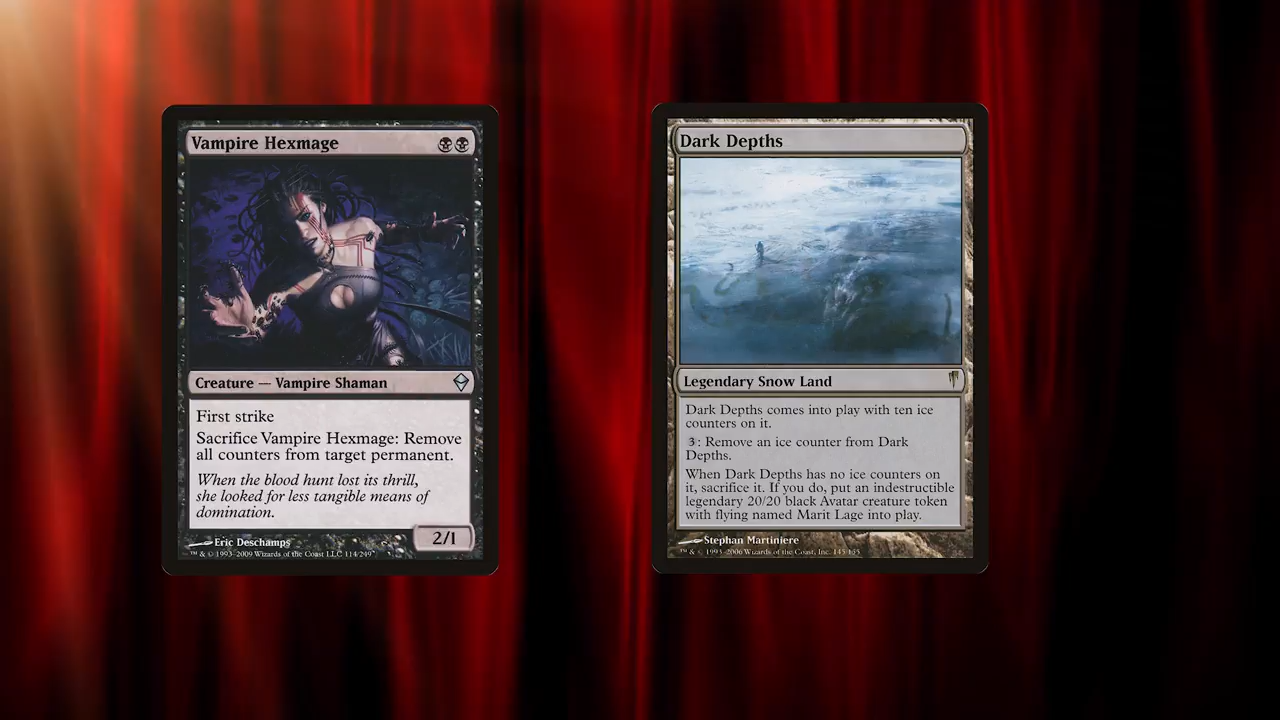 Vampire Hexmage
Creature — Vampire Shaman
First strike
Sacrifice Vampire Hexmage: Remove
all counters from target permanent.
When the blood hunt lost its thrill,
she looked for less tangible means of
domination.
2/1
Eric Deschamps
™ & © 1993–2009 Wizards of the Coast LLC 114/249
Dark Depths
Legendary Snow Land
Dark Depths comes into play with ten ice
counters on it.
3: Remove an ice counter from Dark
Depths.
When Dark Depths has no ice counters on
it, sacrifice it. If you do, put an indestructible
legendary 20/20 black Avatar creature token
with flying named Marit Lage into play.
Stephan Martiniere
™ & © 1993–2006 Wizards of the Coast, Inc. 145/155